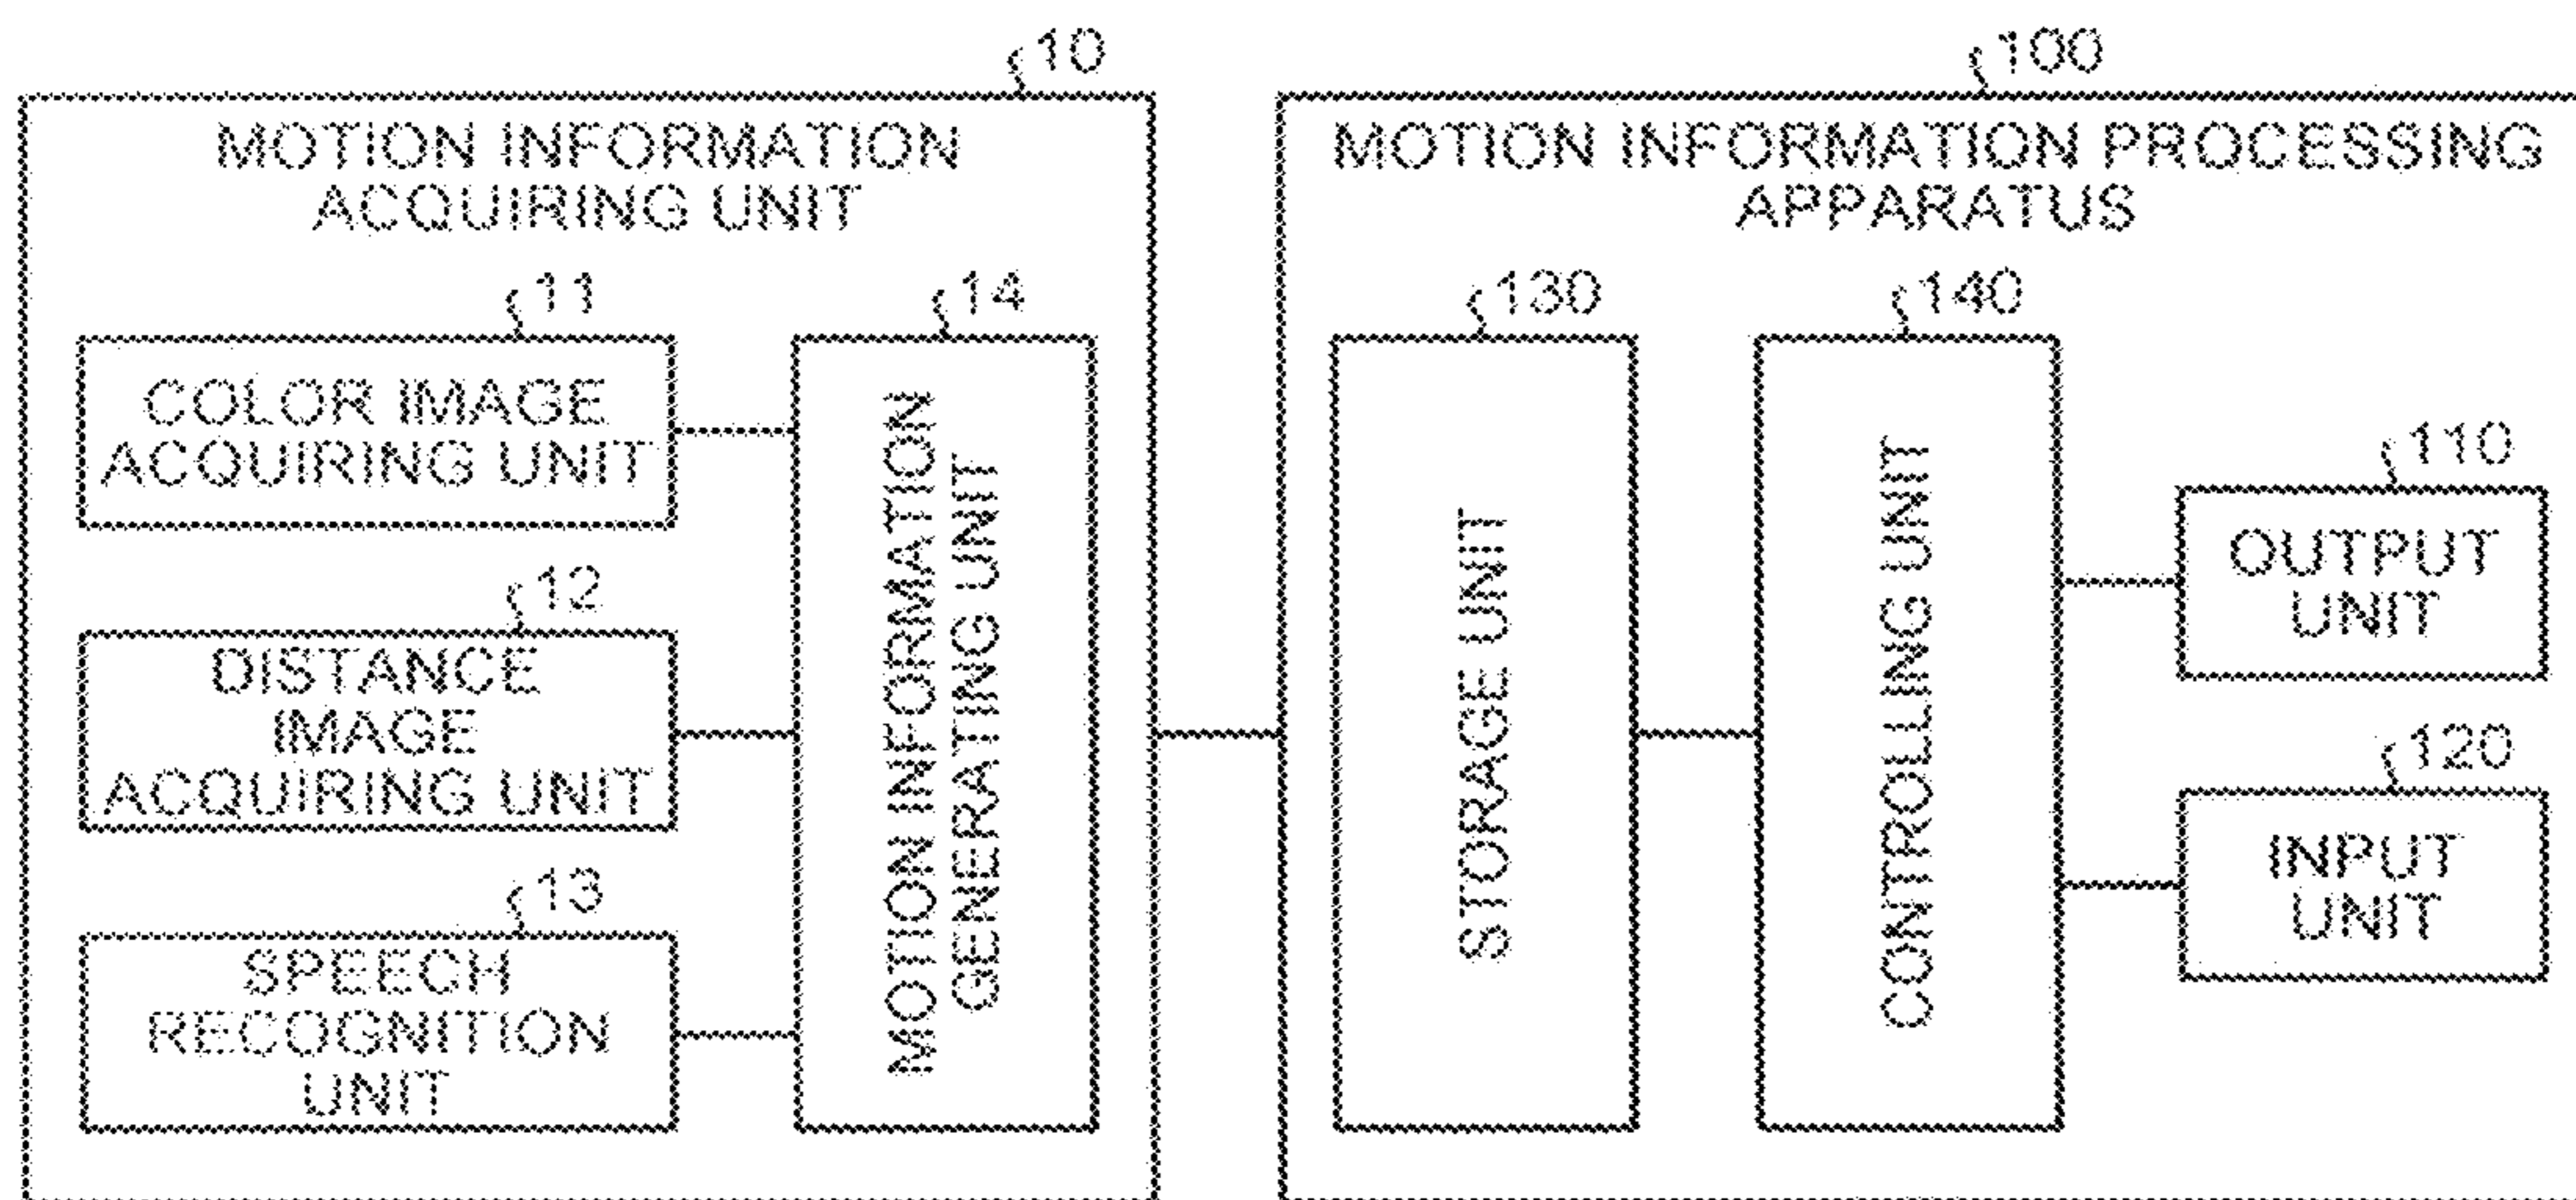 10
MOTION INFORMATION
ACQUIRING UNIT
11
COLOR IMAGE
ACQUIRING UNIT
12
DISTANCE
IMAGE
ACQUIRING UNIT
13
SPEECH
RECOGNITION
UNIT
14
MOTION INFORMATION
GENERATING UNIT
100
MOTION INFORMATION PROCESSING
APPARATUS
130
STORAGE UNIT
140
CONTROLLING UNIT
110
OUTPUT
UNIT
120
INPUT
UNIT